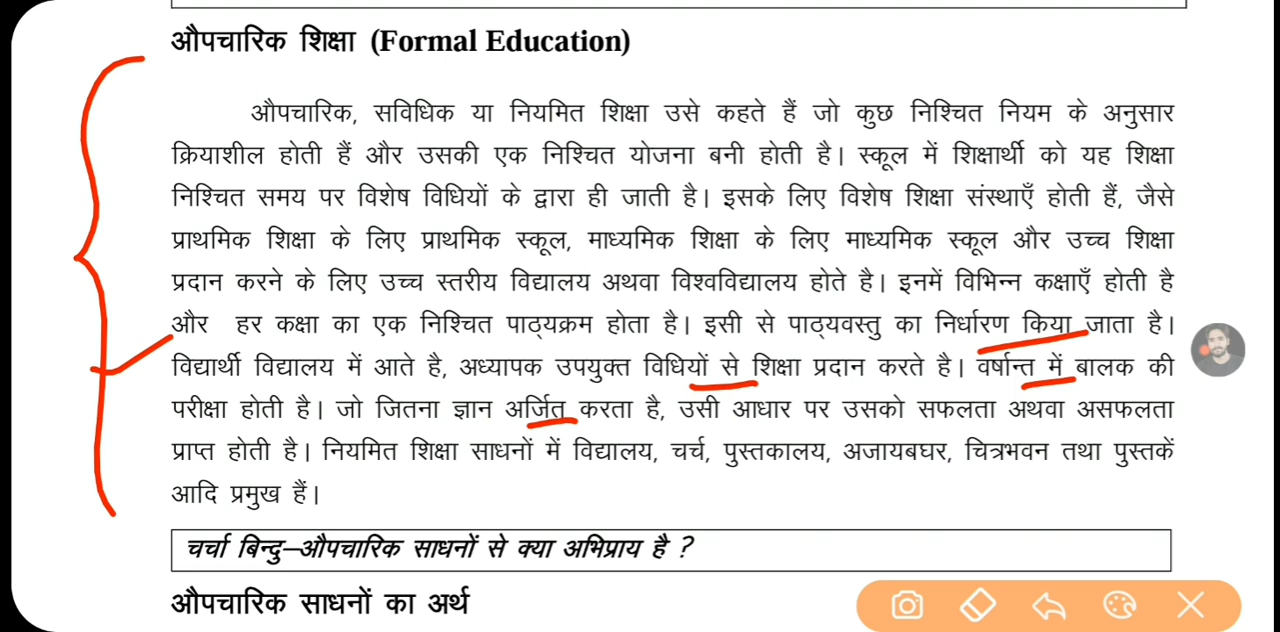 औपचारिक शिक्षा (Formal Education)
औपचारिक, सविधिक या नियमित शिक्षा उसे कहते हैं जो कुछ निश्चित नियम के अनुसार
क्रियाशील होती हैं और उसकी एक निश्चित योजना बनी होती है। स्कूल में शिक्षार्थी को यह शिक्षा
निश्चित समय पर विशेष विधियों के द्वारा ही जाती है। इसके लिए विशेष शिक्षा संस्थाएँ होती हैं, जैसे
प्राथमिक शिक्षा के लिए प्राथमिक स्कूल, माध्यमिक शिक्षा के लिए माध्यमिक स्कूल और उच्च शिक्षा
प्रदान करने के लिए उच्च स्तरीय विद्यालय अथवा विश्वविद्यालय होते है। इनमें विभिन्न कक्षाएँ होती है
और हर कक्षा का एक निश्चित पाठ्यक्रम होता है। इसी से पाठ्यवस्तु का निर्धारण किया जाता है।
विद्यार्थी विद्यालय में आते है, अध्यापक उपयुक्त विधियों से शिक्षा प्रदान करते है। वर्षान्त में बालक की
परीक्षा होती है। जो जितना ज्ञान अर्जित करता है, उसी आधार पर उसको सफलता अथवा असफलता
प्राप्त होती है। नियमित शिक्षा साधनों में विद्यालय, चर्च, पुस्तकालय, अजायबघर, चित्रभवन तथा पुस्तकें
आदि प्रमुख हैं।
चर्चा बिन्दु–औपचारिक साधनों से क्या अभिप्राय है ?
औपचारिक साधनों का अर्थ